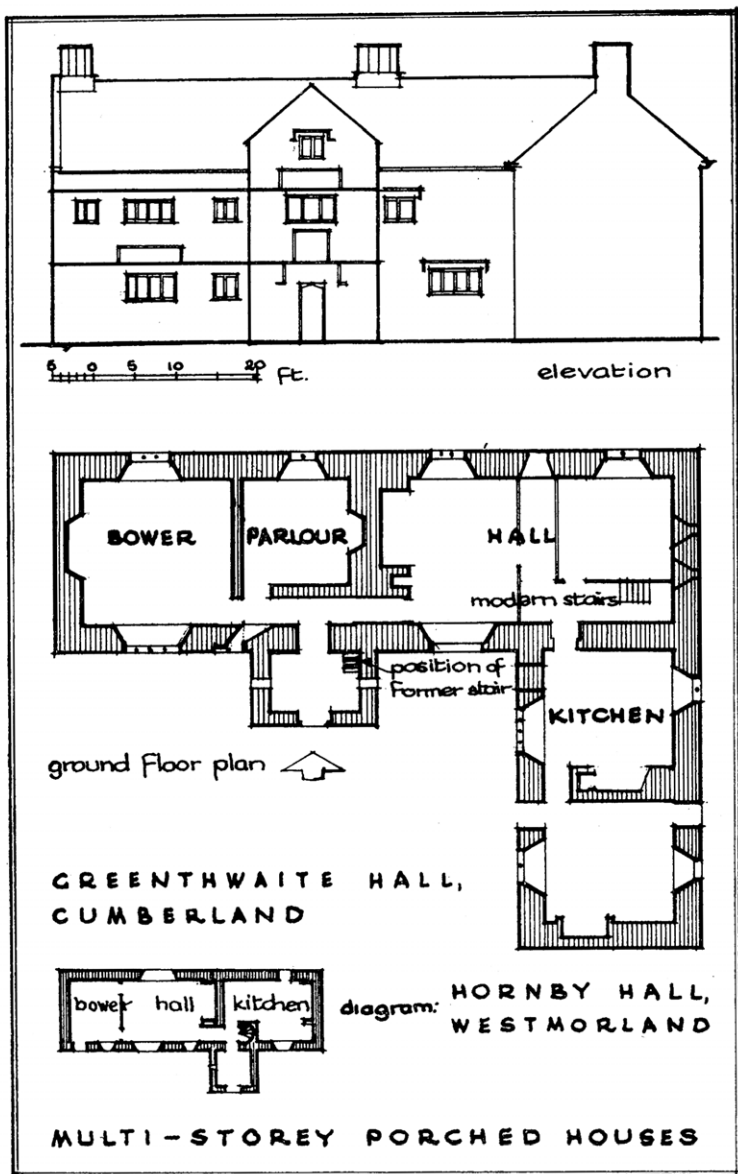 5 0 5 10 20 Ft.
elevation
BOWER PARLOUR HALL
modern stairs
position of
Former stair
KITCHEN
ground Floor plan
GREENTHWAITE HALL,
CUMBERLAND
bower hall kitchen
diagram: HORNBY HALL,
WESTMORLAND
MULTI-STOREY PORCHED HOUSES